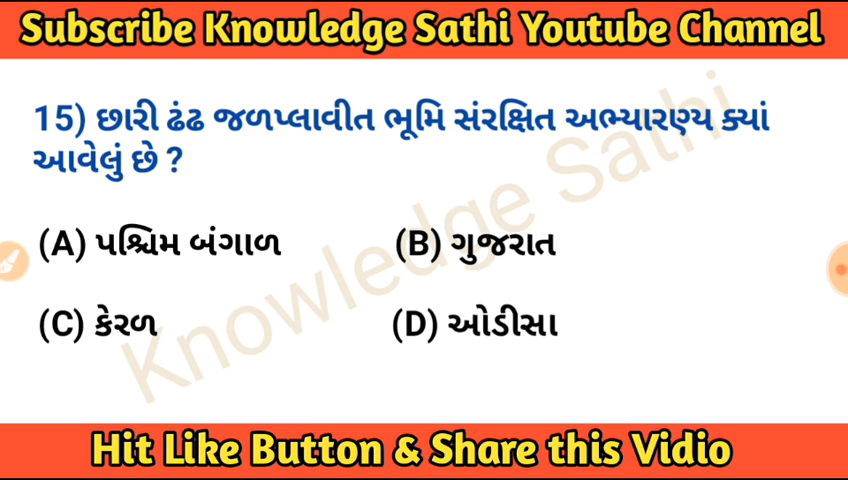 Subscribe Knowledge Sathi Youtube Channel
15) છારી ઢંઢ જળપ્લાવીત ભૂમિ સંરક્ષિત અભ્યારણ્ય ક્યાં
આવેલું છે ?
(A) પશ્ચિમ બંગાળ (B) ગુજરાત
(C) કેરળ (D) ઓડીસા
Knowledge Sathi
Hit Like Button & Share this Vidio